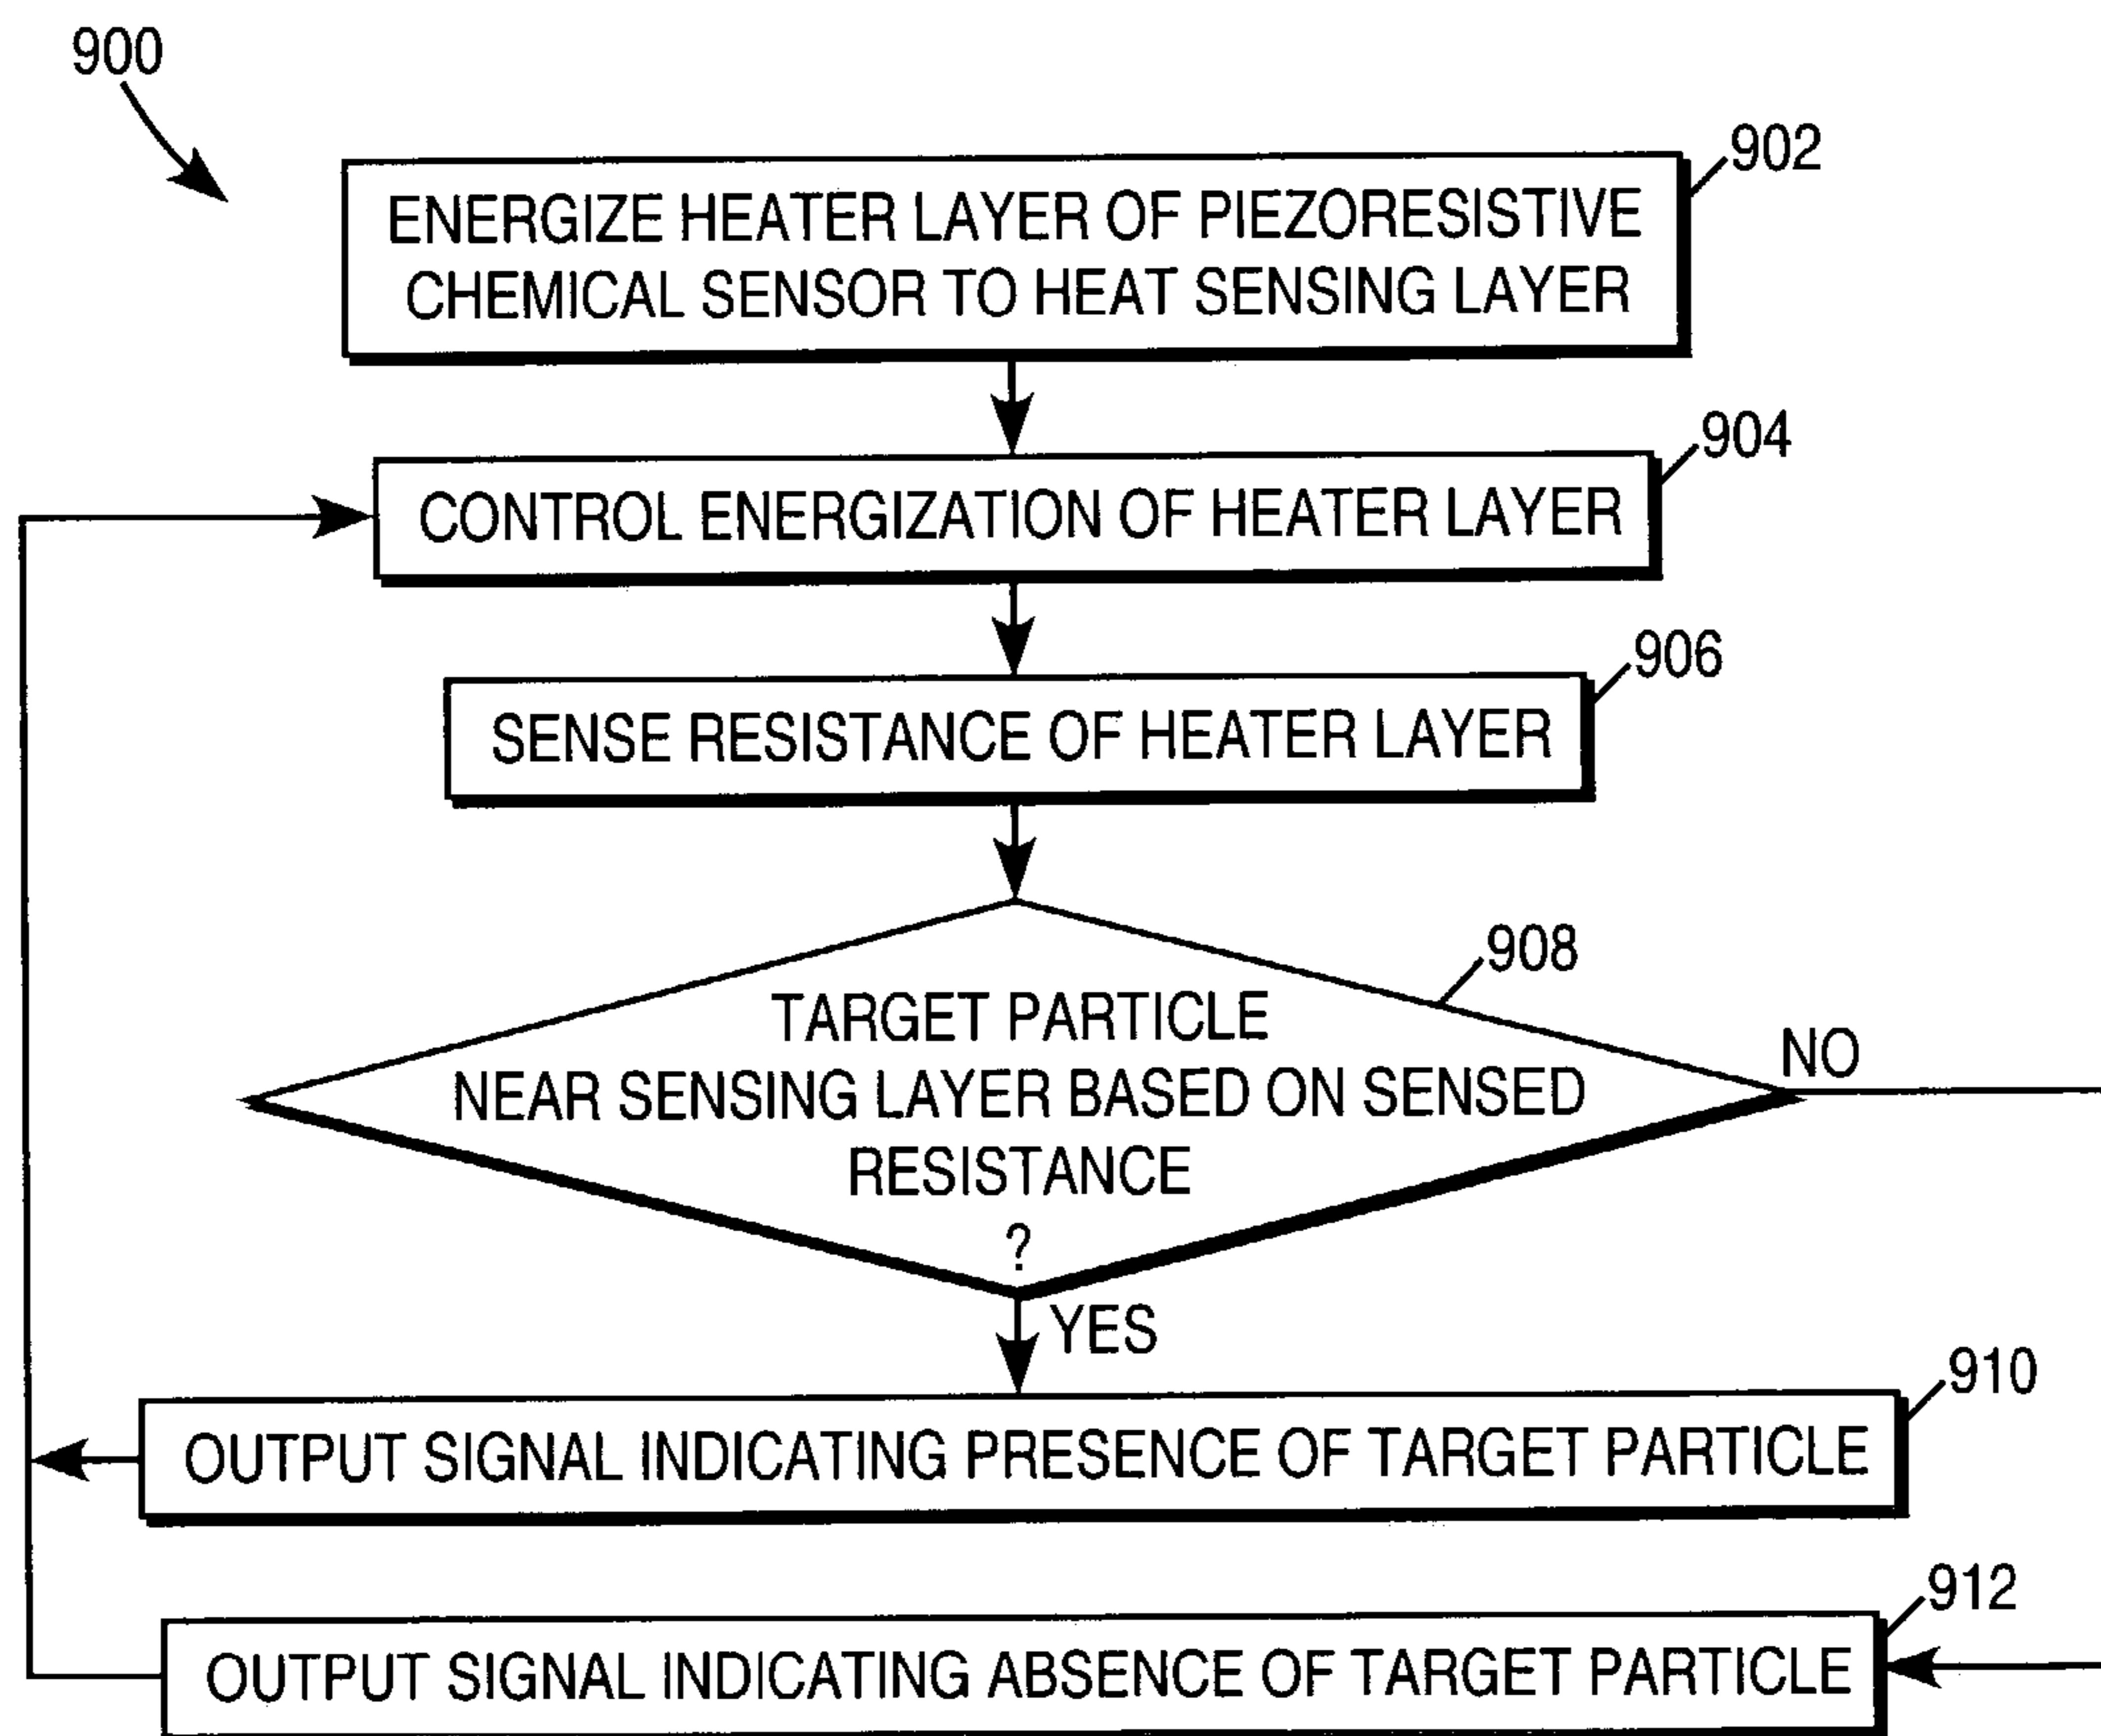 900
902
ENERGIZE HEATER LAYER OF PIEZORESISTIVE
CHEMICAL SENSOR TO HEAT SENSING LAYER
904
CONTROL ENERGIZATION OF HEATER LAYER
906
SENSE RESISTANCE OF HEATER LAYER
908
TARGET PARTICLE
NEAR SENSING LAYER BASED ON SENSED
RESISTANCE
?
NO
YES
910
OUTPUT SIGNAL INDICATING PRESENCE OF TARGET PARTICLE
912
OUTPUT SIGNAL INDICATING ABSENCE OF TARGET PARTICLE